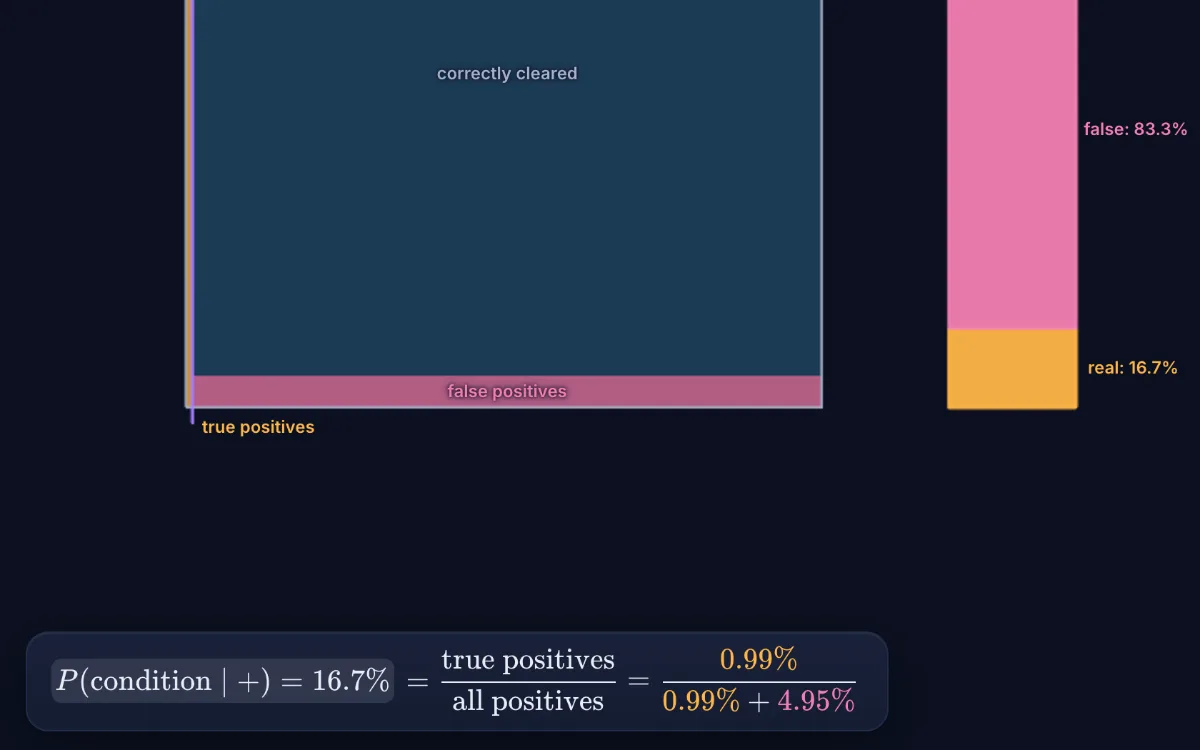 correctly cleared
false: 83.3%
real: 16.7%
false positives
true positives
P(condition | +) = 16.7% = true positives / all positives = 0.99% / 0.99% + 4.95%